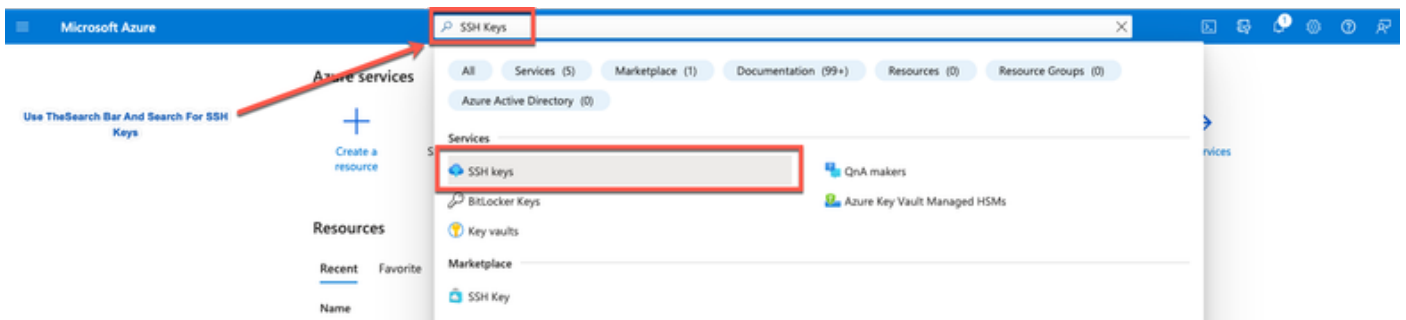 Microsoft Azure
SSH Keys
1
Azure services
All Services (5) Marketplace (1) Documentation (99+) Resources (0) Resource Groups (0)
Azure Active Directory (0)
Use TheSearch Bar And Search For SSH
Keys
Services
Create a
resource
S
rvices
SSH keys
QnA makers
BitLocker Keys
Azure Key Vault Managed HSMs
Key vaults
Resources
Recent Favorite
Marketplace
SSH Key
Name